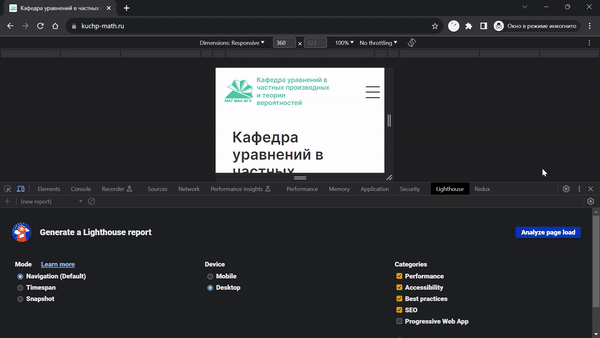 Кафедра уравнений в частных п
kuchp-math.ru
Окно в режиме инкогнито
Dimensions: Responsive 360 × 323 100% No throttling
Кафедра уравнений в
частных производных
и теории
вероятностей
МАТ-МЕХ ВГУ
Кафедра
уравнений в
частных
Elements Console Recorder Sources Network Performance insights Performance Memory Application Security Lighthouse Redux
(new report)
Generate a Lighthouse report
Analyze page load
Mode Learn more
Navigation (Default)
Timespan
Snapshot
Device
Mobile
Desktop
Categories
Performance
Accessibility
Best practices
SEO
Progressive Web App